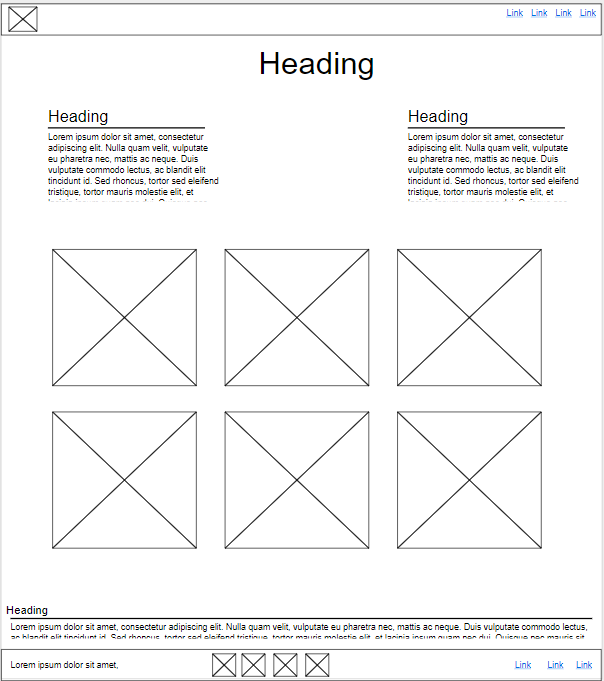 Link Link Link Link
Heading
Heading
Lorem ipsum dolor sit amet, consectetur
adipiscing elit. Nulla quam velit, vulputate
eu pharetra nec, mattis ac neque. Duis
vulputate commodo lectus, ac blandit elit
tincidunt id. Sed rhoncus, tortor sed eleifend
tristique, tortor mauris molestie elit, et
Heading
Lorem ipsum dolor sit amet, consectetur
adipiscing elit. Nulla quam velit, vulputate
eu pharetra nec, mattis ac neque. Duis
vulputate commodo lectus, ac blandit elit
tincidunt id. Sed rhoncus, tortor sed eleifend
tristique, tortor mauris molestie elit, et
Heading
Lorem ipsum dolor sit amet, consectetur adipiscing elit. Nulla quam velit, vulputate eu pharetra nec, mattis ac neque. Duis vulputate commodo lectus,
ac blandit elit tincidunt id. Sed rhoncus, tortor sed eleifend tristique, tortor mauris molestie elit, et lacinia ipsum quam nec dui. Quisque nec mauris sit
Lorem ipsum dolor sit amet,
Link Link Link